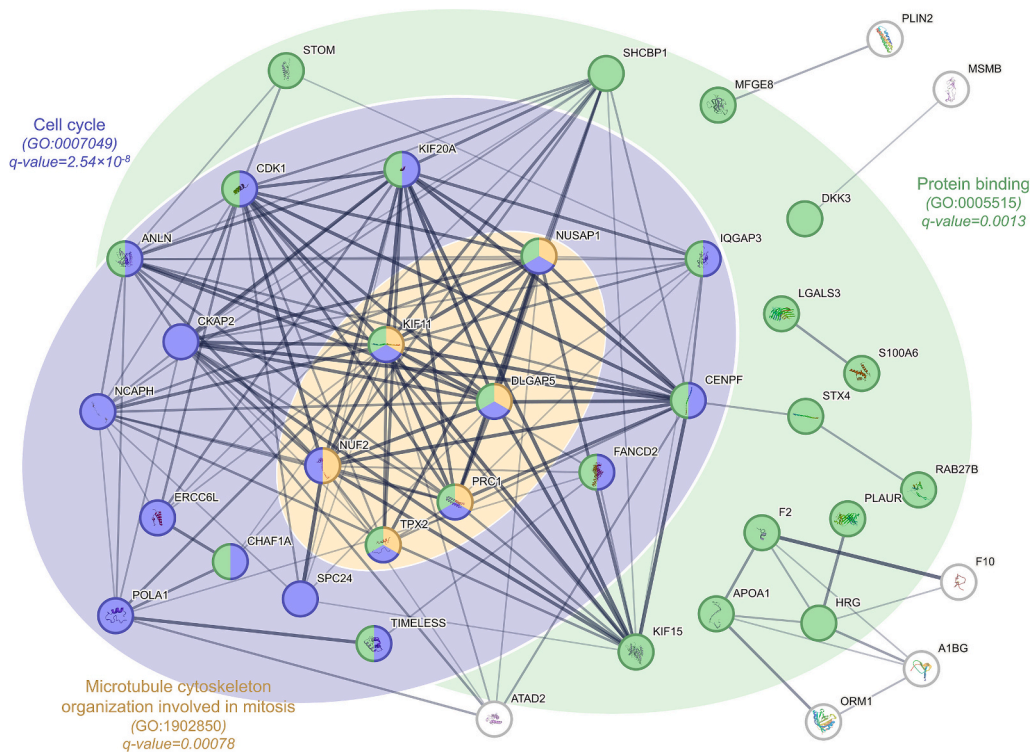 PLIN2
STOM
SHCBP1
MSMB
MFGE8
Cell cycle
(GO:0007049)
q-value=2.54×10⁻⁸
KIF20A
CDK1
Protein binding
(GO:0005515)
q-value=0.0013
DKK3
NUSAP1
ANLN
IQGAP3
LGALS3
CKAP2
KIF11
S100A6
DLGAP5
CENPF
STX4
NCAPH
NUF2
FANCD2
RAB27B
PRC1
PLAUR
ERCC6L
TPX2
F2
CHAF1A
F10
SPC24
APOA1
HRG
POLA1
TIMELESS
KIF15
A1BG
Microtubule cytoskeleton
organization involved in mitosis
(GO:1902850)
q-value=0.00078
ATAD2
ORM1